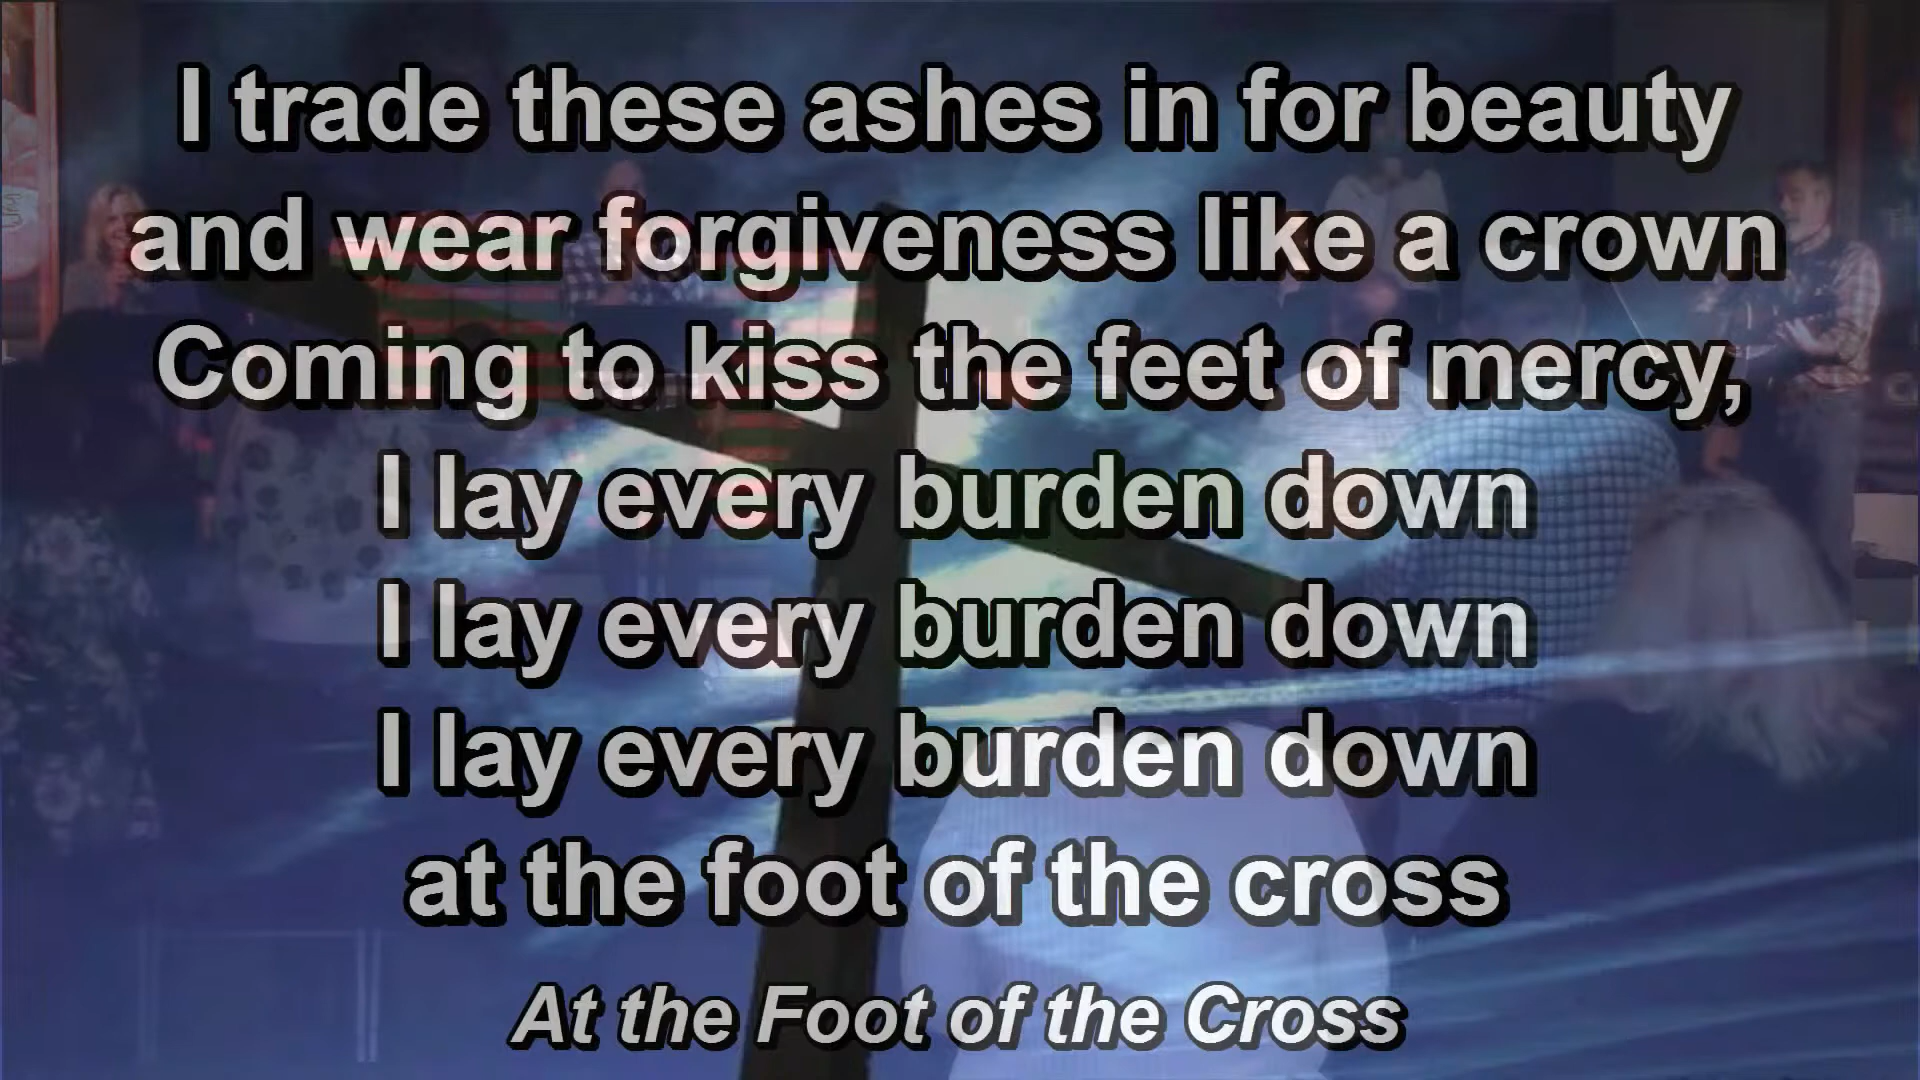 I trade these ashes in for beauty
and wear forgiveness like a crown
Coming to kiss the feet of mercy,
I lay every burden down
I lay every burden down
I lay every burden down
at the foot of the cross
At the Foot of the Cross